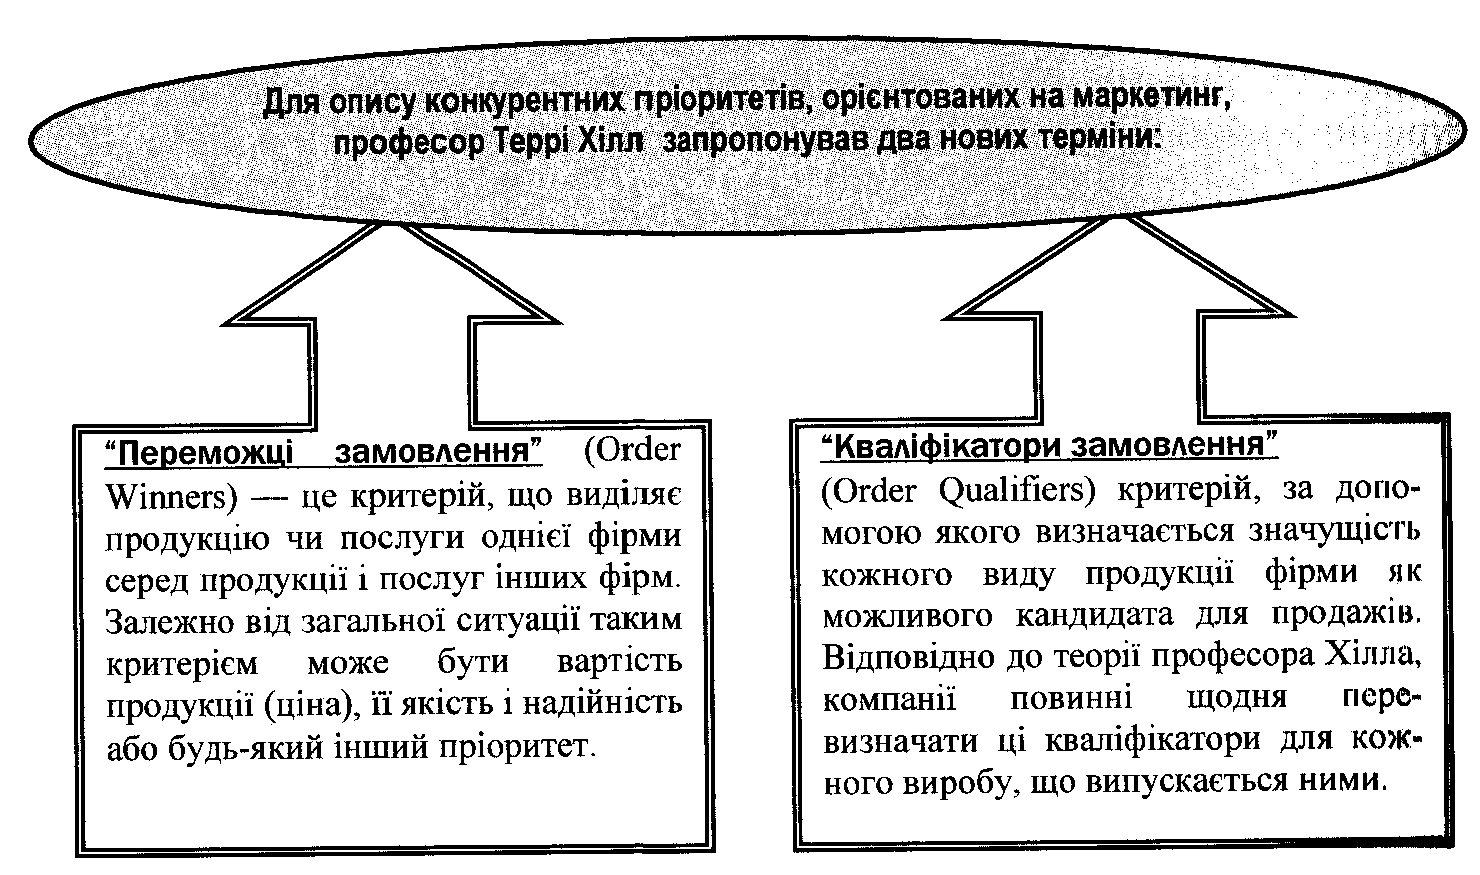 Для опису конкурентних пріоритетів, орієнтованих на маркетинг,
професор Террі Хілл запропонував два нових терміни:
“Переможці замовлення” (Order
Winners) — це критерій, що виділяє
продукцію чи послуги однієї фірми
серед продукції і послуг інших фірм.
Залежно від загальної ситуації таким
критерієм може бути вартість
продукції (ціна), її якість і надійність
або будь-який інший пріоритет.
“Кваліфікатори замовлення”
(Order Qualifiers) критерій, за допо-
могою якого визначається значущість
кожного виду продукції фірми як
можливого кандидата для продажів.
Відповідно до теорії професора Хілла,
компанії повинні щодня пере-
визначати ці кваліфікатори для кож-
ного виробу, що випускається ними.